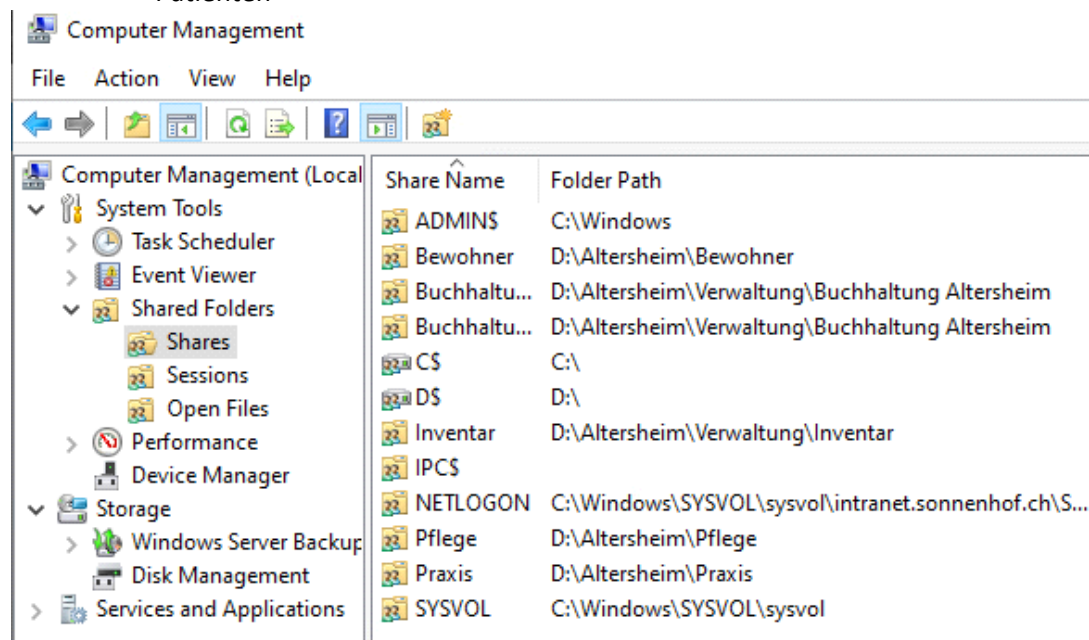 Computer Management
File Action View Help
Computer Management (Local
System Tools
Task Scheduler
Event Viewer
Shared Folders
Shares
Sessions
Open Files
Performance
Device Manager
Storage
Windows Server Backup
Disk Management
Services and Applications
Share Name Folder Path
ADMIN$ C:\Windows
Bewohner D:\Altersheim\Bewohner
Buchhaltu... D:\Altersheim\Verwaltung\Buchhaltung Altersheim
Buchhaltu... D:\Altersheim\Verwaltung\Buchhaltung Altersheim
C$ C:\
D$ D:\
Inventar D:\Altersheim\Verwaltung\Inventar
IPC$
NETLOGON C:\Windows\SYSVOL\sysvol\intranet.sonnenhof.ch\S...
Pflege D:\Altersheim\Pflege
Praxis D:\Altersheim\Praxis
SYSVOL C:\Windows\SYSVOL\sysvol